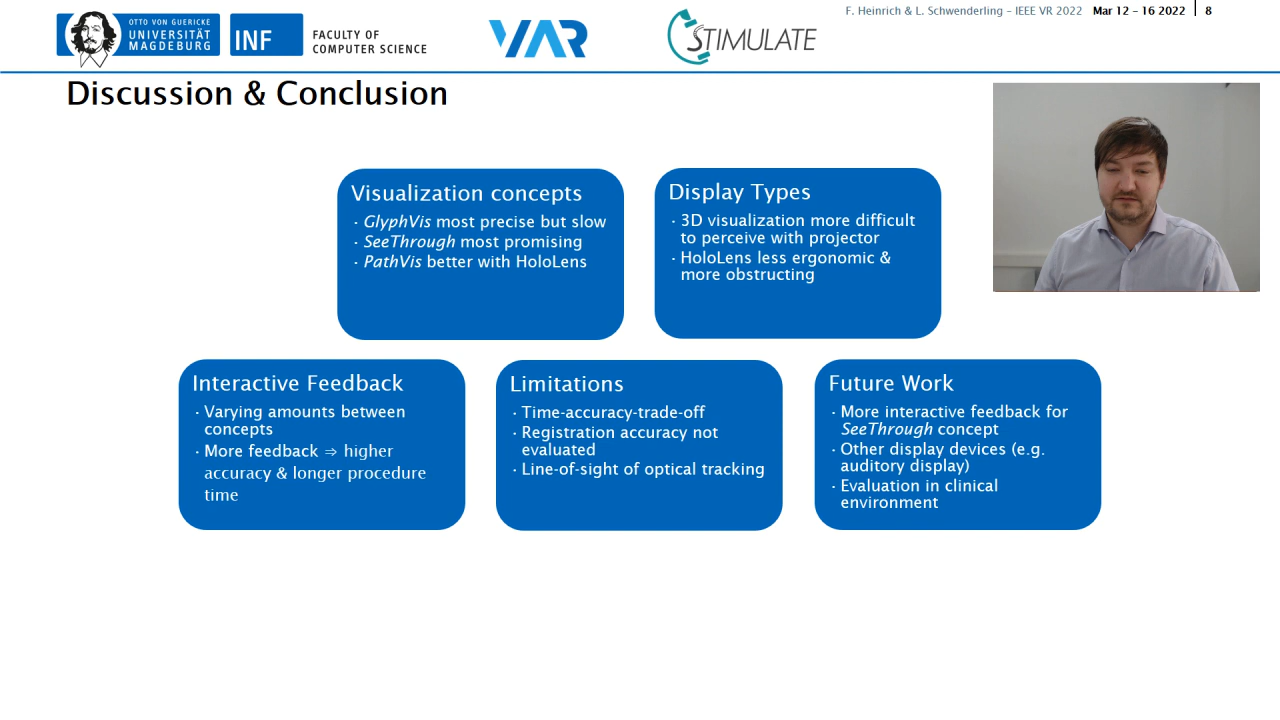 OTTO VON GUERICKE
UNIVERSITÄT
MAGDEBURG
INF
FACULTY OF
COMPUTER SCIENCE
VAR
STIMULATE
F. Heinrich & L. Schwenderling – IEEE VR 2022 Mar 12 – 16 2022 8
Discussion & Conclusion
Visualization concepts
· GlyphVis most precise but slow
· SeeThrough most promising
· PathVis better with HoloLens
Display Types
· 3D visualization more difficult
to perceive with projector
· HoloLens less ergonomic &
more obstructing
Interactive Feedback
· Varying amounts between
concepts
· More feedback ⇒ higher
accuracy & longer procedure
time
Limitations
· Time-accuracy-trade-off
· Registration accuracy not
evaluated
· Line-of-sight of optical tracking
Future Work
· More interactive feedback for
SeeThrough concept
· Other display devices (e.g.
auditory display)
· Evaluation in clinical
environment